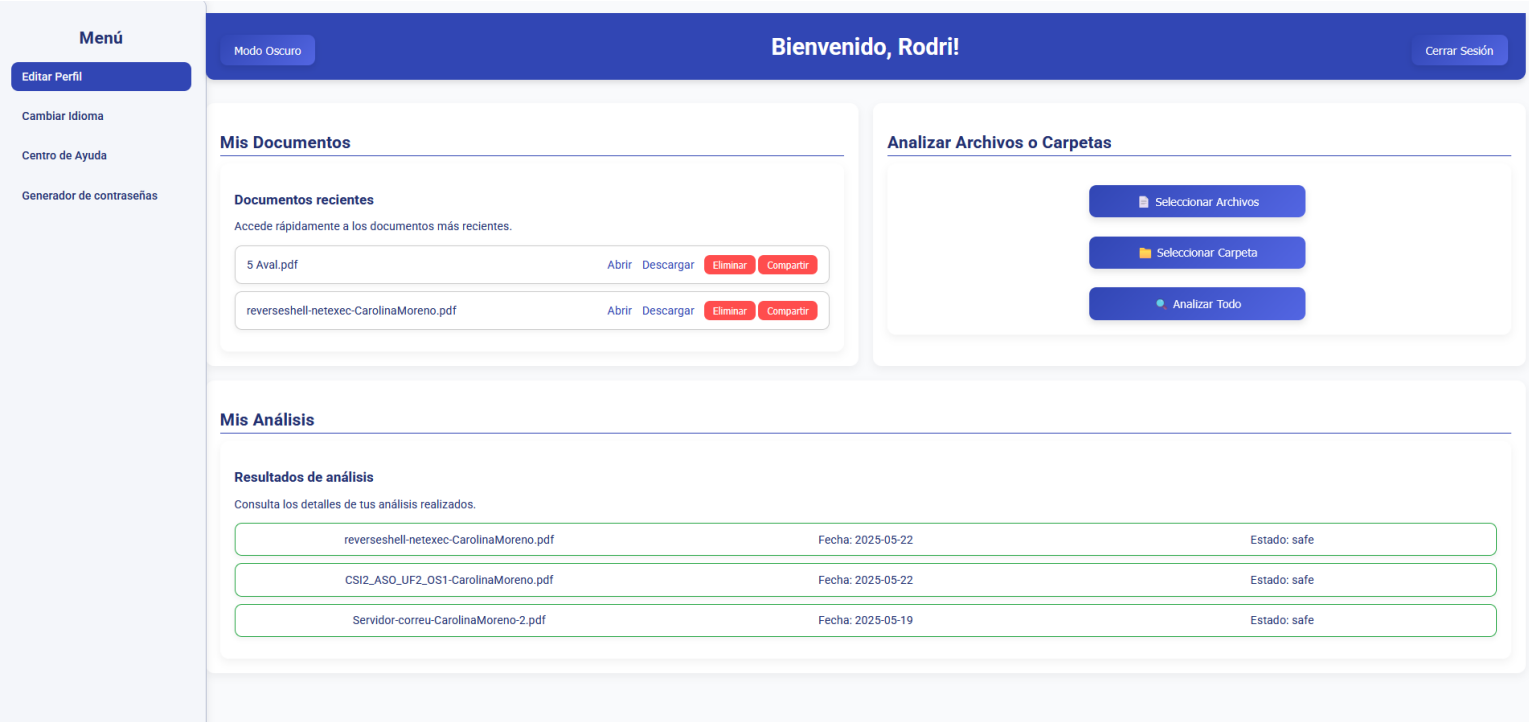 Menú
Editar Perfil
Cambiar Idioma
Centro de Ayuda
Generador de contraseñas
Modo Oscuro
Bienvenido, Rodri!
Cerrar Sesión
Mis Documentos
Documentos recientes
Accede rápidamente a los documentos más recientes.
5 Aval.pdf Abrir Descargar Eliminar Compartir
reverseshell-netexec-CarolinaMoreno.pdf Abrir Descargar Eliminar Compartir
Analizar Archivos o Carpetas
Seleccionar Archivos
Seleccionar Carpeta
Analizar Todo
Mis Análisis
Resultados de análisis
Consulta los detalles de tus análisis realizados.
reverseshell-netexec-CarolinaMoreno.pdf Fecha: 2025-05-22 Estado: safe
CSI2_ASO_UF2_OS1-CarolinaMoreno.pdf Fecha: 2025-05-22 Estado: safe
Servidor-correu-CarolinaMoreno-2.pdf Fecha: 2025-05-19 Estado: safe